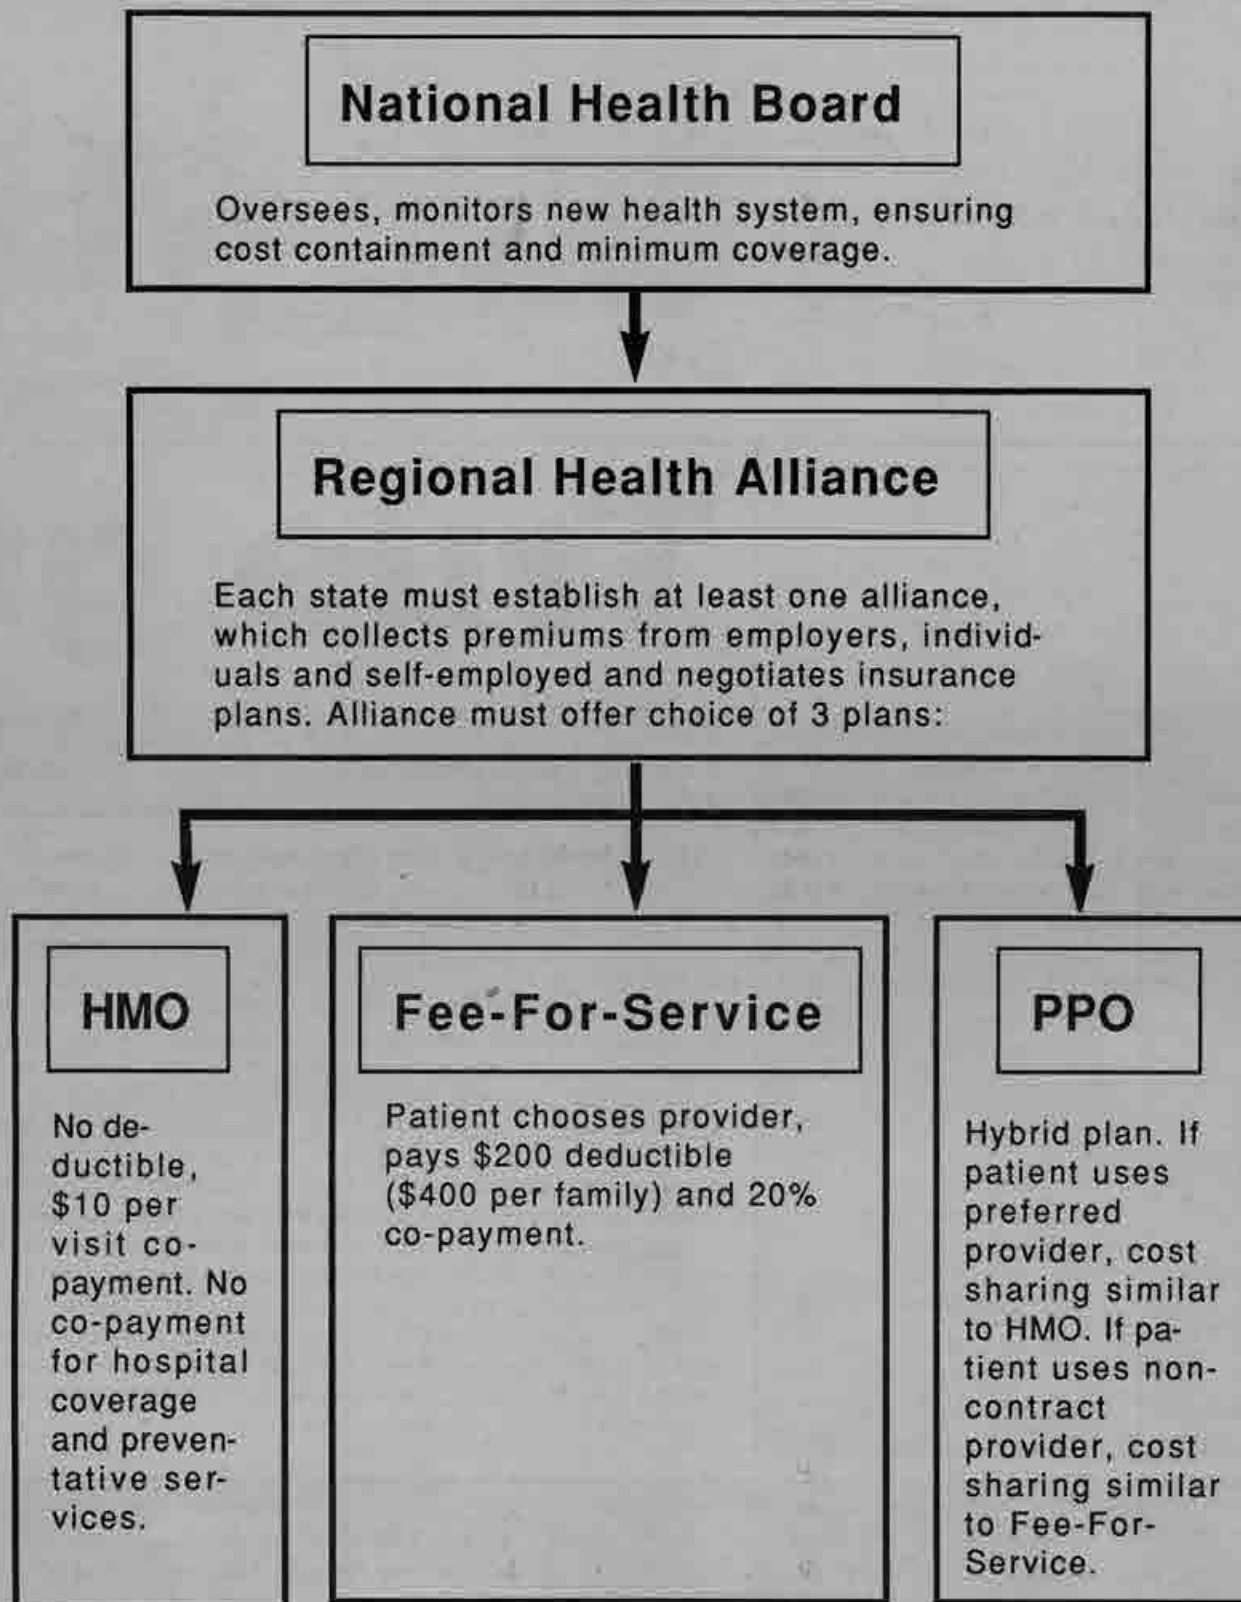 National Health Board
Oversees, monitors new health system, ensuring
cost containment and minimum coverage.
Regional Health Alliance
Each state must establish at least one alliance,
which collects premiums from employers, individ-
uals and self-employed and negotiates insurance
plans. Alliance must offer choice of 3 plans:
HMO
No de-
ductible,
$10 per
visit co-
payment. No
co-payment
for hospital
coverage
and preven-
tative ser-
vices.
Fee-For-Service
Patient chooses provider,
pays $200 deductible
($400 per family) and 20%
co-payment.
PPO
Hybrid plan. If
patient uses
preferred
provider, cost
sharing similar
to HMO. If pa-
tient uses non-
contract
provider, cost
sharing similar
to Fee-For-
Service.